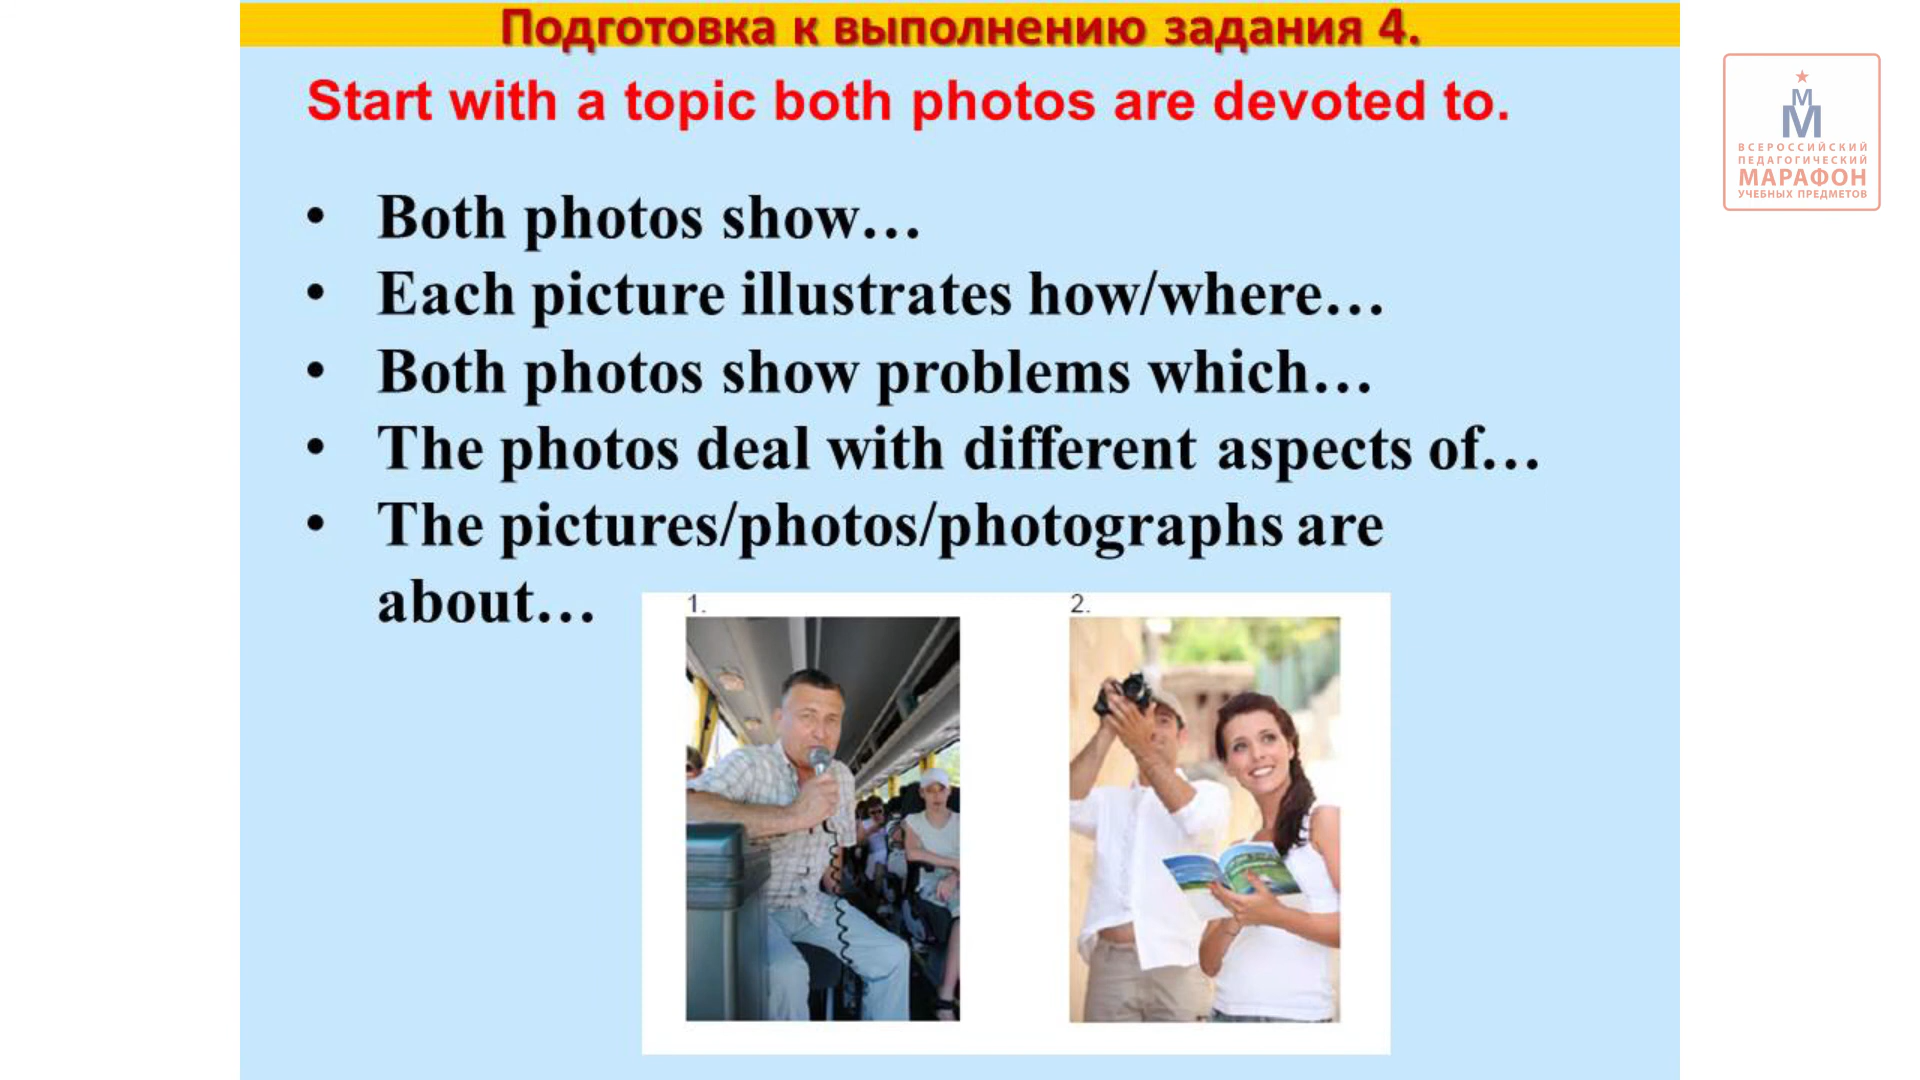 Подготовка к выполнению задания 4.
Start with a topic both photos are devoted to.
• Both photos show…
• Each picture illustrates how/where…
• Both photos show problems which…
• The photos deal with different aspects of…
• The pictures/photos/photographs are
about…
1.
2.
М
М
ВСЕРОССИЙСКИЙ
ПЕДАГОГИЧЕСКИЙ
МАРАФОН
УЧЕБНЫХ ПРЕДМЕТОВ